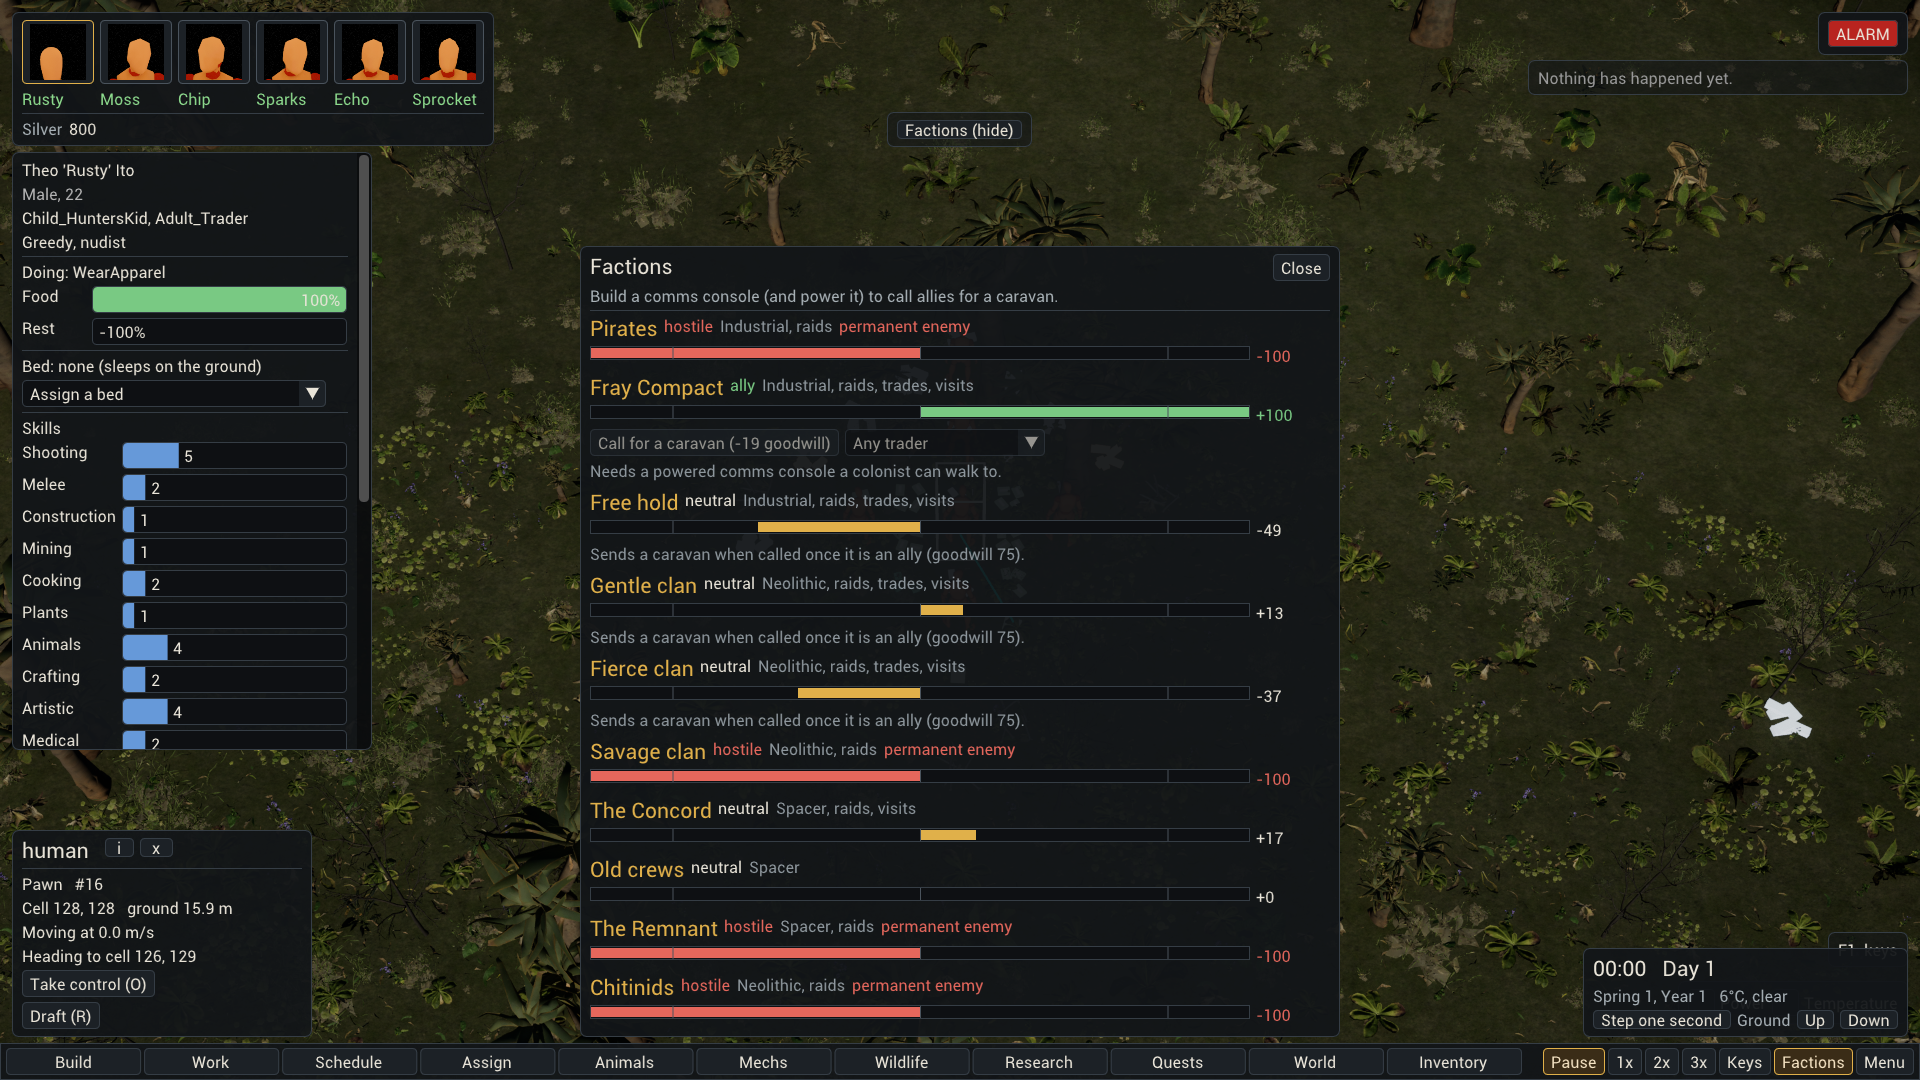 Rusty Moss Chip Sparks Echo Sprocket
Silver 800
ALARM
Nothing has happened yet.
Factions (hide)
Theo 'Rusty' Ito
Male, 22
Child_HuntersKid, Adult_Trader
Greedy, nudist
Doing: WearApparel
Food 100%
Rest -100%
Bed: none (sleeps on the ground)
Assign a bed
Skills
Shooting 5
Melee 2
Construction 1
Mining 1
Cooking 2
Plants 1
Animals 4
Crafting 2
Artistic 4
Medical 2
Factions Close
Build a comms console (and power it) to call allies for a caravan.
Pirates hostile Industrial, raids permanent enemy
-100
Fray Compact ally Industrial, raids, trades, visits
+100
Call for a caravan (-19 goodwill) Any trader
Needs a powered comms console a colonist can walk to.
Free hold neutral Industrial, raids, trades, visits
-49
Sends a caravan when called once it is an ally (goodwill 75).
Gentle clan neutral Neolithic, raids, trades, visits
+13
Sends a caravan when called once it is an ally (goodwill 75).
Fierce clan neutral Neolithic, raids, trades, visits
-37
Sends a caravan when called once it is an ally (goodwill 75).
Savage clan hostile Neolithic, raids permanent enemy
-100
The Concord neutral Spacer, raids, visits
+17
Old crews neutral Spacer
+0
The Remnant hostile Spacer, raids permanent enemy
-100
Chitinids hostile Neolithic, raids permanent enemy
-100
human i x
Pawn #16
Cell 128, 128 ground 15.9 m
Moving at 0.0 m/s
Heading to cell 126, 129
Take control (O)
Draft (R)
F1 keys
00:00 Day 1
Spring 1, Year 1 6°C, clear
Temperature
Step one second Ground Up Down
Build Work Schedule Assign Animals Mechs Wildlife Research Quests World Inventory Pause 1x 2x 3x Keys Factions Menu